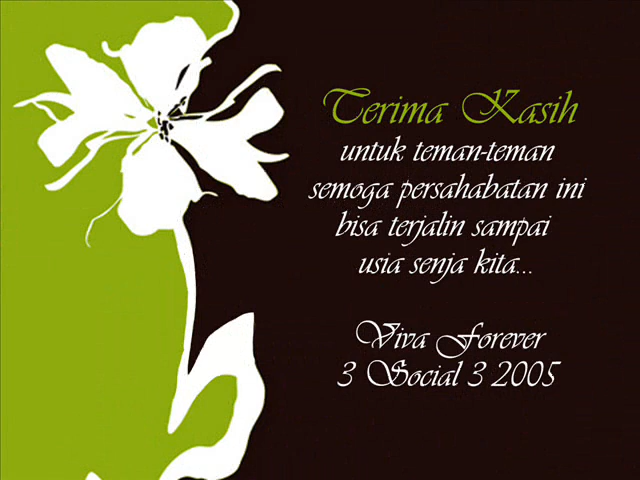 Terima Kasih
untuk teman-teman
semoga persahabatan ini
bisa terjalin sampai
usia senja kita...
Viva Forever
3 Social 3 2005